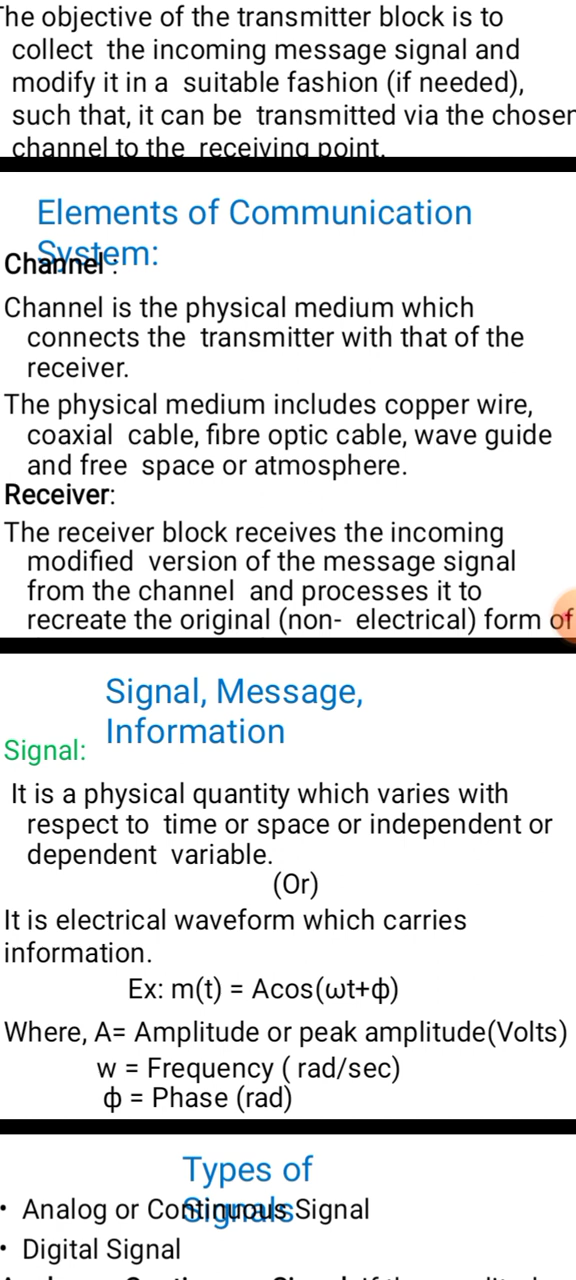 The objective of the transmitter block is to
collect the incoming message signal and
modify it in a suitable fashion (if needed),
such that, it can be transmitted via the chosen
channel to the receiving point.
Elements of Communication
System:
Channel :
Channel is the physical medium which
connects the transmitter with that of the
receiver.
The physical medium includes copper wire,
coaxial cable, fibre optic cable, wave guide
and free space or atmosphere.
Receiver:
The receiver block receives the incoming
modified version of the message signal
from the channel and processes it to
recreate the original (non- electrical) form of
Signal, Message,
Information
Signal:
It is a physical quantity which varies with
respect to time or space or independent or
dependent variable.
(Or)
It is electrical waveform which carries
information.
Ex: m(t) = Acos(ωt+ϕ)
Where, A= Amplitude or peak amplitude(Volts)
w = Frequency ( rad/sec)
ϕ = Phase (rad)
Types of
Signals
• Analog or Continuous Signal
• Digital Signal